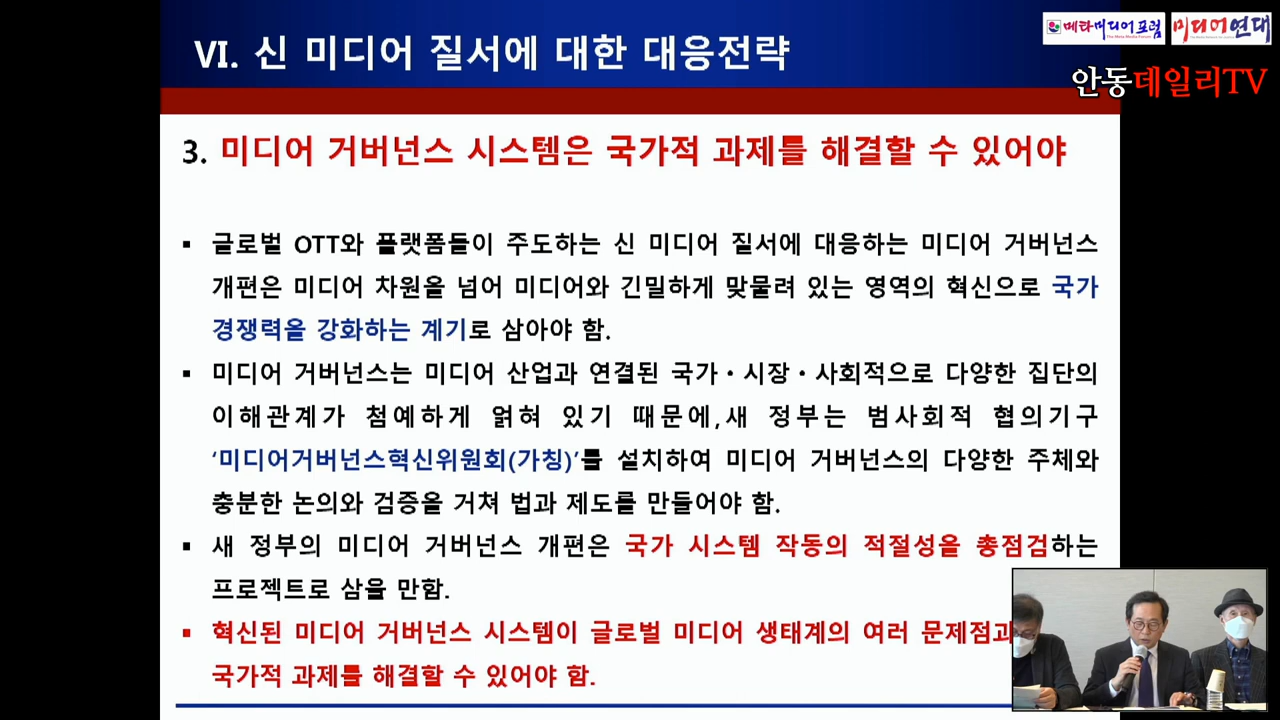 VI. 신 미디어 질서에 대한 대응전략
메타미디어포럼
미디어연대
안동데일리TV
3. 미디어 거버넌스 시스템은 국가적 과제를 해결할 수 있어야
▪ 글로벌 OTT와 플랫폼들이 주도하는 신 미디어 질서에 대응하는 미디어 거버넌스
개편은 미디어 차원을 넘어 미디어와 긴밀하게 맞물려 있는 영역의 혁신으로 국가
경쟁력을 강화하는 계기로 삼아야 함.
▪ 미디어 거버넌스는 미디어 산업과 연결된 국가・시장・사회적으로 다양한 집단의
이해관계가 첨예하게 얽혀 있기 때문에,새 정부는 범사회적 협의기구
‘미디어거버넌스혁신위원회(가칭)’를 설치하여 미디어 거버넌스의 다양한 주체와
충분한 논의와 검증을 거쳐 법과 제도를 만들어야 함.
▪ 새 정부의 미디어 거버넌스 개편은 국가 시스템 작동의 적절성을 총점검하는
프로젝트로 삼을 만함.
▪ 혁신된 미디어 거버넌스 시스템이 글로벌 미디어 생태계의 여러 문제점과
국가적 과제를 해결할 수 있어야 함.